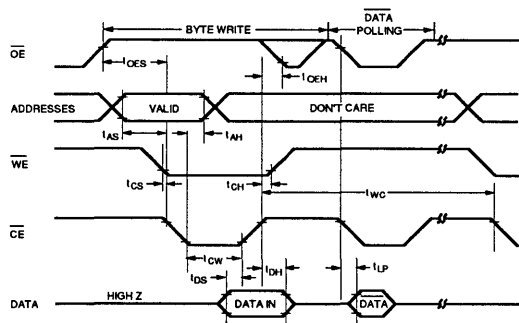 BYTE WRITE
DATA
POLLING
OE
tOES
tOEH
ADDRESSES
VALID
DON'T CARE
tAS
tAH
WE
tCS
tCH
tWC
CE
tCW
tDS
tDH
tLP
DATA
HIGH Z
DATA IN
DATA